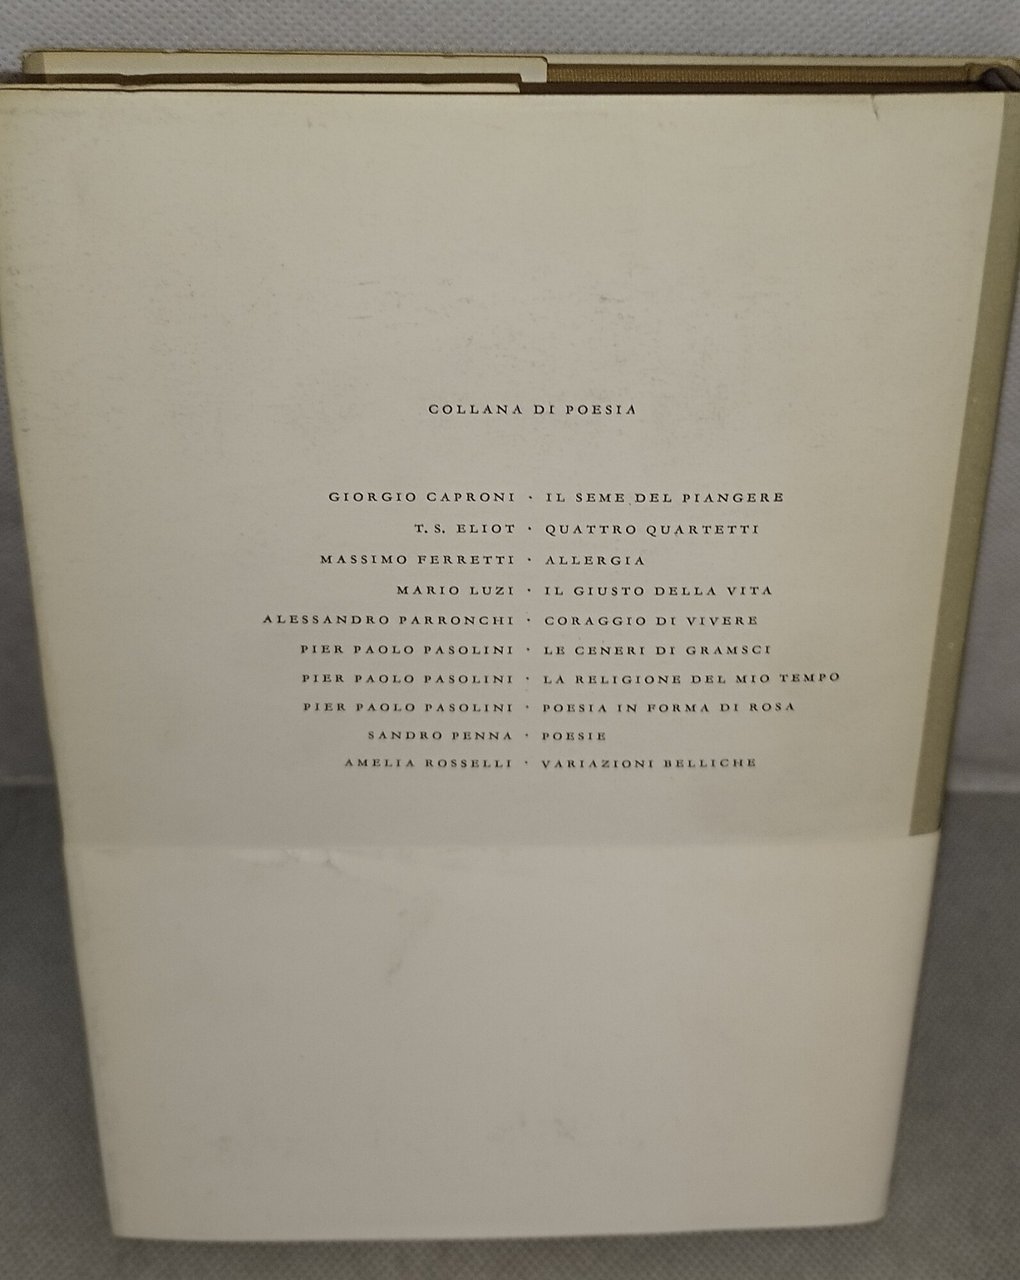 COLLANA DI POESIA
GIORGIO CAPRONI · IL SEME DEL PIANGERE
T. S. ELIOT · QUATTRO QUARTETTI
MASSIMO FERRETTI · ALLERGIA
MARIO LUZI · IL GIUSTO DELLA VITA
ALESSANDRO PARRONCHI · CORAGGIO DI VIVERE
PIER PAOLO PASOLINI · LE CENERI DI GRAMSCI
PIER PAOLO PASOLINI · LA RELIGIONE DEL MIO TEMPO
PIER PAOLO PASOLINI · POESIA IN FORMA DI ROSA
SANDRO PENNA · POESIE
AMELIA ROSSELLI · VARIAZIONI BELLICHE